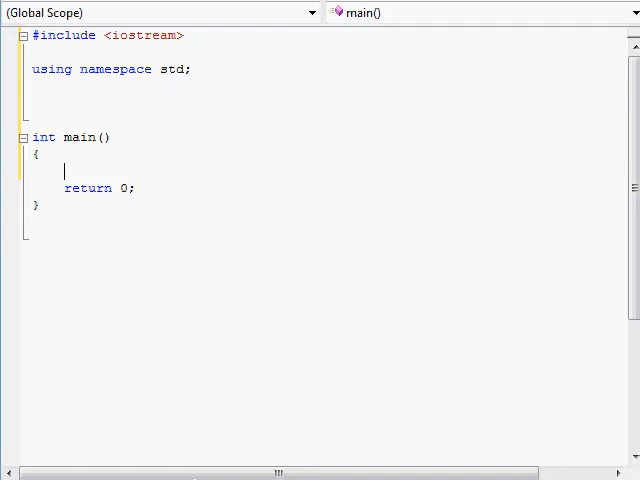 (Global Scope) main()
#include <iostream>
using namespace std;
int main()
{
return 0;
}